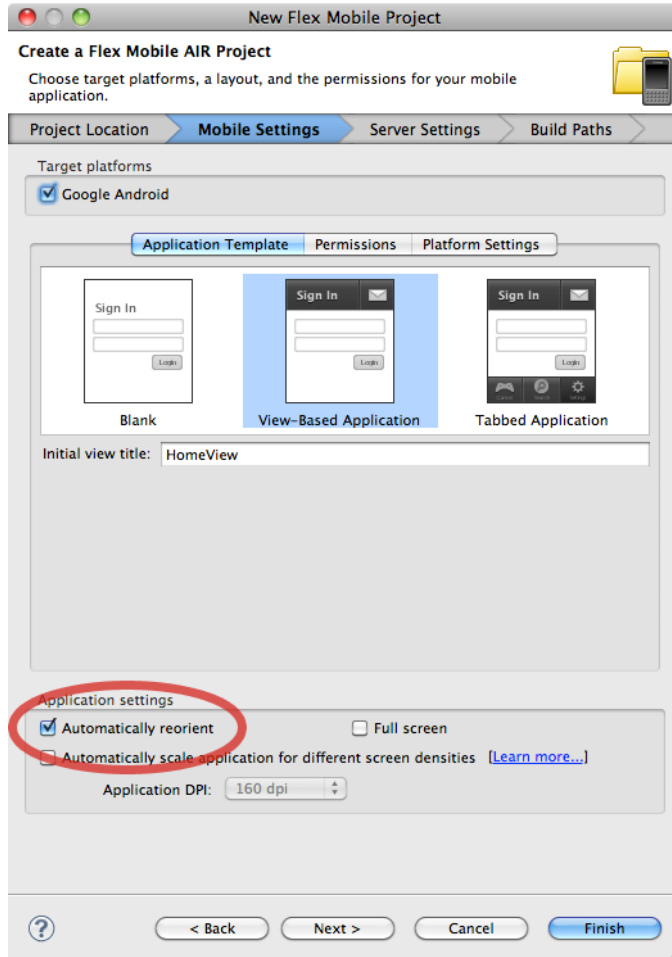 New Flex Mobile Project
Create a Flex Mobile AIR Project
Choose target platforms, a layout, and the permissions for your mobile
application.
Project Location Mobile Settings Server Settings Build Paths
Target platforms
Google Android
Application Template Permissions Platform Settings
Sign In
Login
Sign In
Login
Sign In
Login
Blank View-Based Application Tabbed Application
Initial view title: HomeView
Application settings
Automatically reorient Full screen
Automatically scale application for different screen densities [Learn more...]
Application DPI: 160 dpi
? < Back Next > Cancel Finish